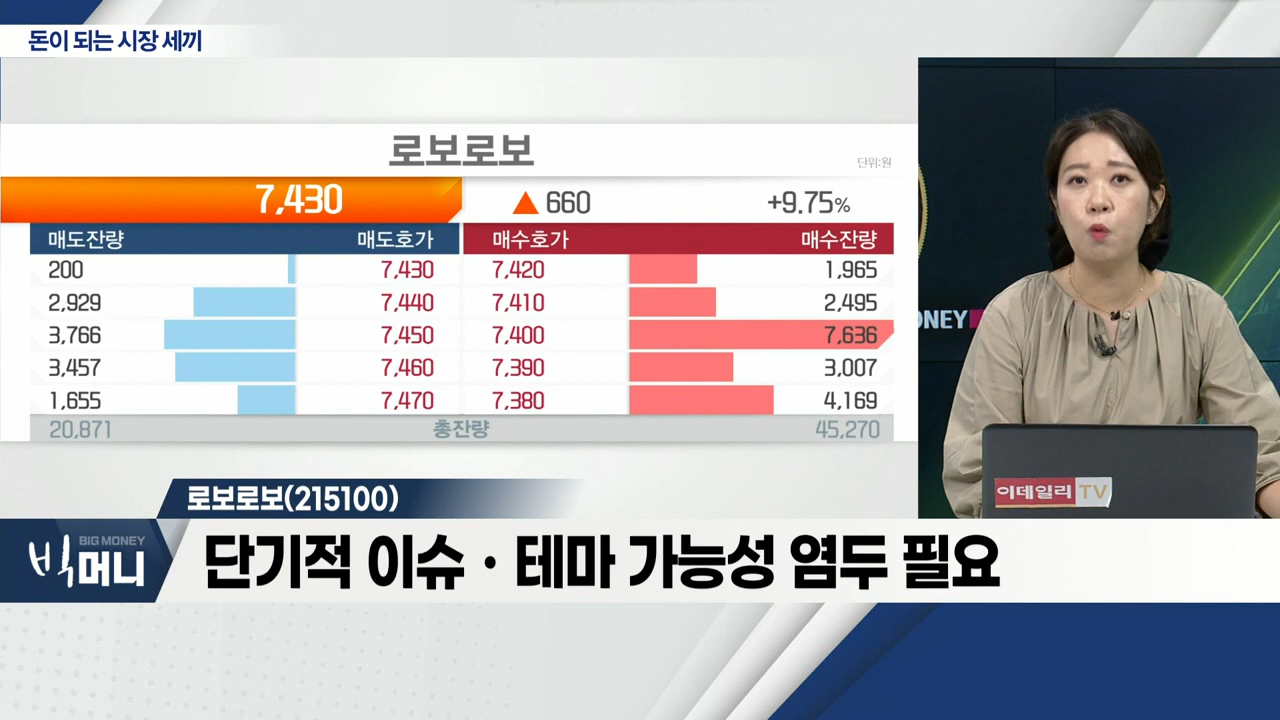 돈이 되는 시장 세끼
로보로보
단위:원
7,430 ▲ 660 +9.75%
매도잔량 매도호가 매수호가 매수잔량
200 7,430 7,420 1,965
2,929 7,440 7,410 2,495
3,766 7,450 7,400 7,636
3,457 7,460 7,390 3,007
1,655 7,470 7,380 4,169
20,871 총잔량 45,270
ONEY
이데일리 TV
로보로보(215100)
BIG MONEY
빅머니
단기적 이슈·테마 가능성 염두 필요